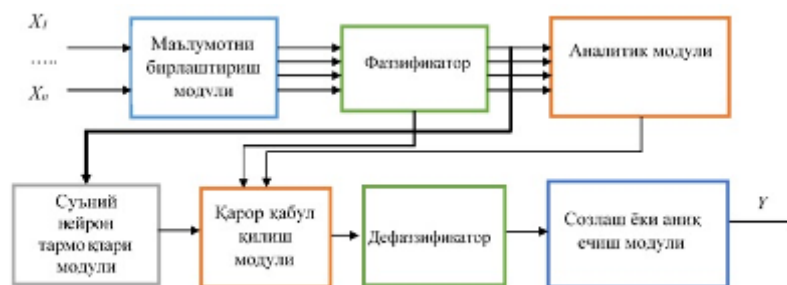 X₁
.....
Xₙ
Маълумотни
бирлаштириш
модули
Фаззификатор
Аналитик модули
Суъний
нейрон
тармоқлари
модули
Қарор қабул
қилиш
модули
Дефаззификатор
Созлаш ёки аниқ
ечиш модули
Y